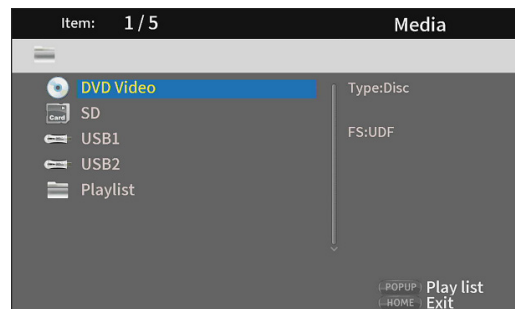 Item: 1/5 Media
DVD Video
Type:Disc
Card SD
USB1
FS:UDF
USB2
Playlist
POPUP Play list
HOME Exit